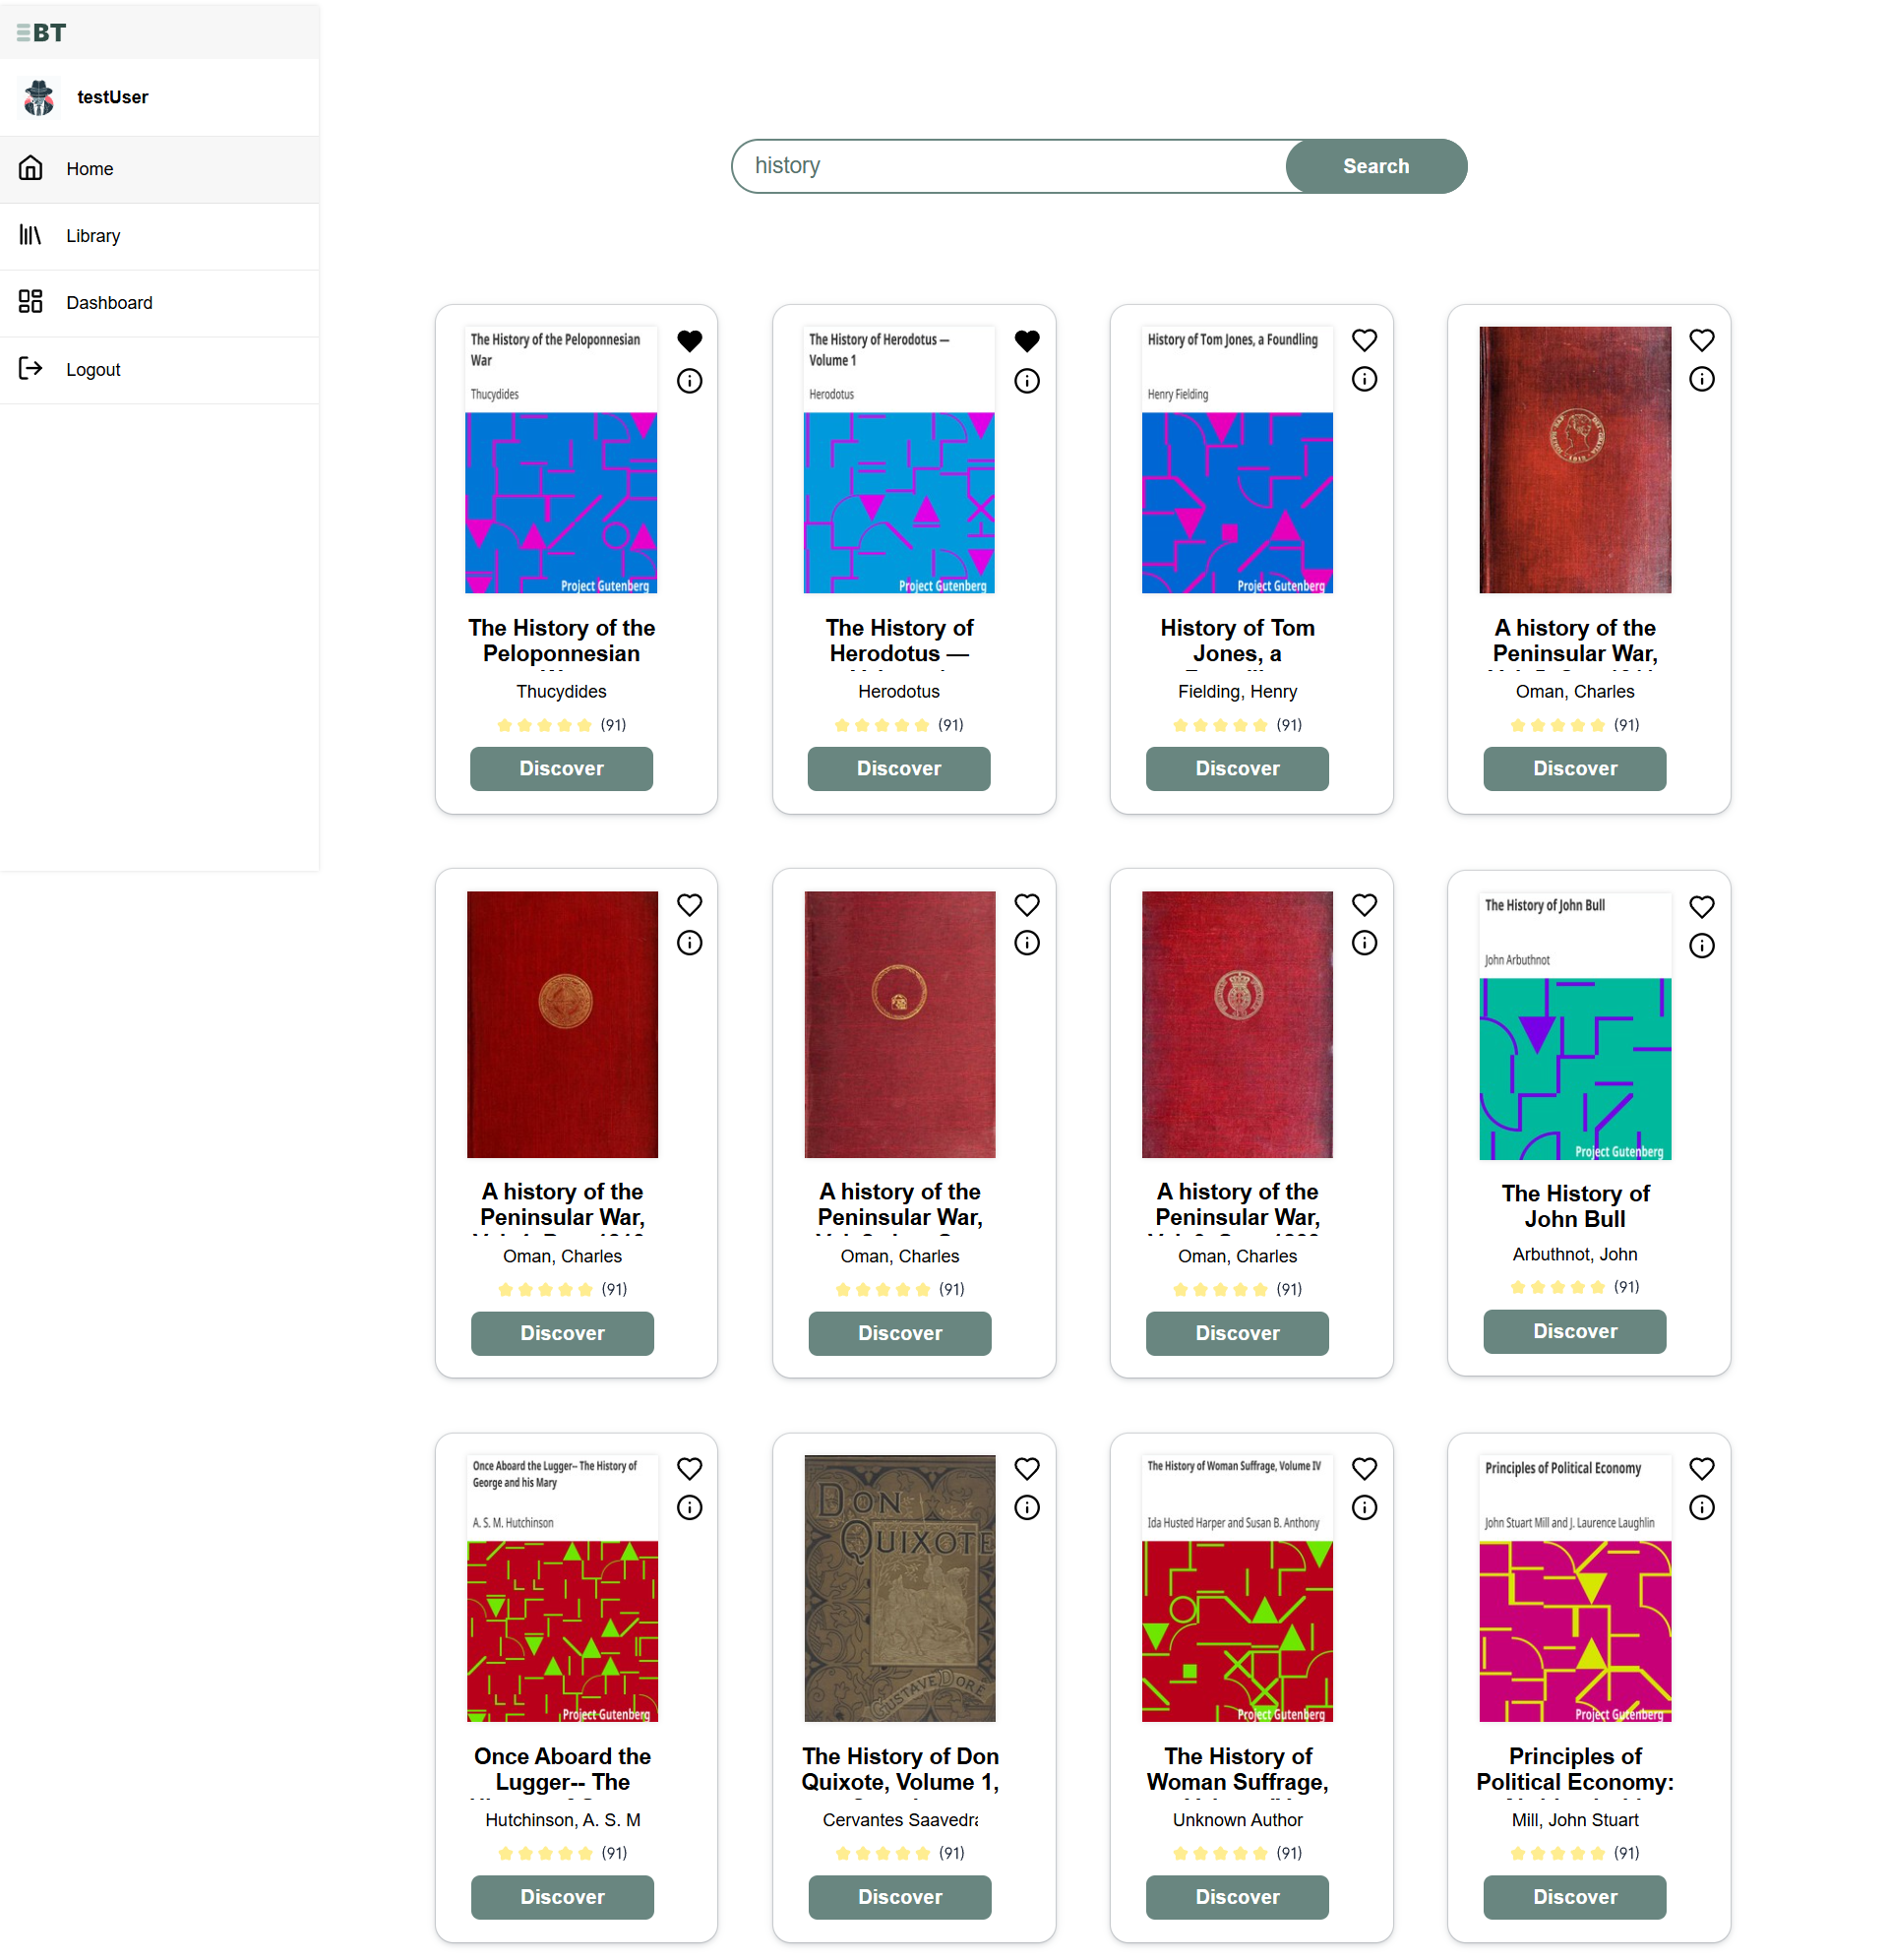 BT
testUser
Home
Library
Dashboard
Logout
history
Search
The History of the Peloponnesian
War
Thucydides
Project Gutenberg
The History of the
Peloponnesian
Thucydides
(91)
Discover
The History of Herodotus —
Volume 1
Herodotus
Project Gutenberg
The History of
Herodotus —
Herodotus
(91)
Discover
History of Tom Jones, a Foundling
Henry Fielding
Project Gutenberg
History of Tom
Jones, a
Fielding, Henry
(91)
Discover
A history of the
Peninsular War,
Oman, Charles
(91)
Discover
A history of the
Peninsular War,
Oman, Charles
(91)
Discover
A history of the
Peninsular War,
Oman, Charles
(91)
Discover
A history of the
Peninsular War,
Oman, Charles
(91)
Discover
The History of John Bull
John Arbuthnot
Project Gutenberg
The History of
John Bull
Arbuthnot, John
(91)
Discover
Once Aboard the Lugger-- The History of
George and his Mary
A. S. M. Hutchinson
Project Gutenberg
Once Aboard the
Lugger-- The
Hutchinson, A. S. M
(91)
Discover
DON
QUIXOTE
GUSTAVE DORÉ
The History of Don
Quixote, Volume 1,
Cervantes Saavedra
(91)
Discover
The History of Woman Suffrage, Volume IV
Ida Husted Harper and Susan B. Anthony
Project Gutenberg
The History of
Woman Suffrage,
Unknown Author
(91)
Discover
Principles of Political Economy
John Stuart Mill and J. Laurence Laughlin
Project Gutenberg
Principles of
Political Economy:
Mill, John Stuart
(91)
Discover